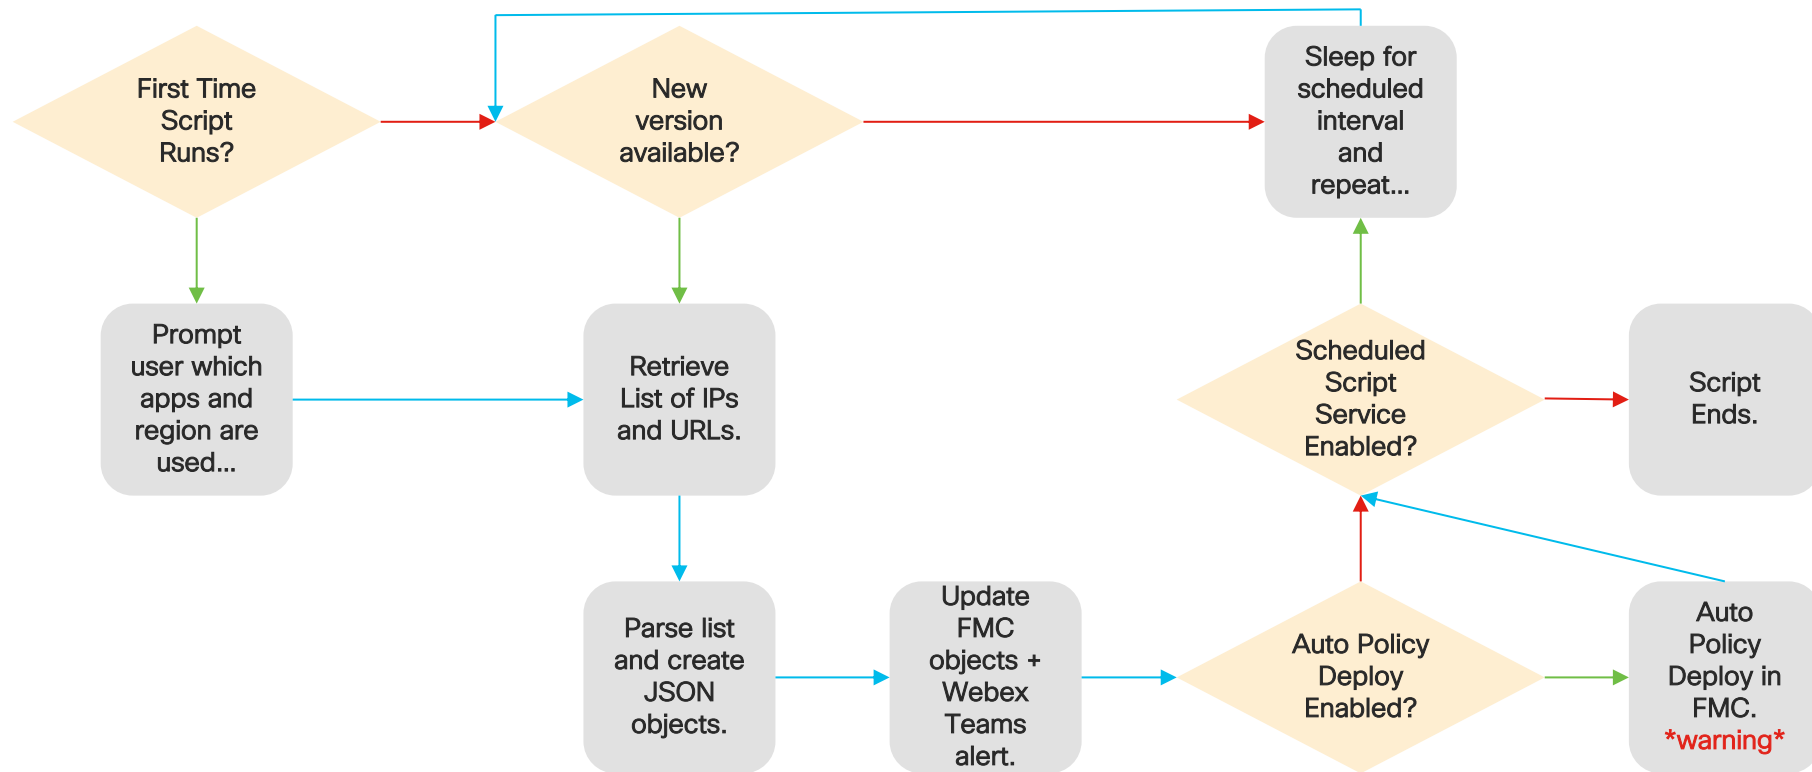 First Time
Script
Runs?
New
version
available?
Sleep for
scheduled
interval
and
repeat...
Prompt
user which
apps and
region are
used...
Retrieve
List of IPs
and URLs.
Scheduled
Script
Service
Enabled?
Script
Ends.
Parse list
and create
JSON
objects.
Update
FMC
objects +
Webex
Teams
alert.
Auto Policy
Deploy
Enabled?
Auto
Policy
Deploy in
FMC.
*warning*